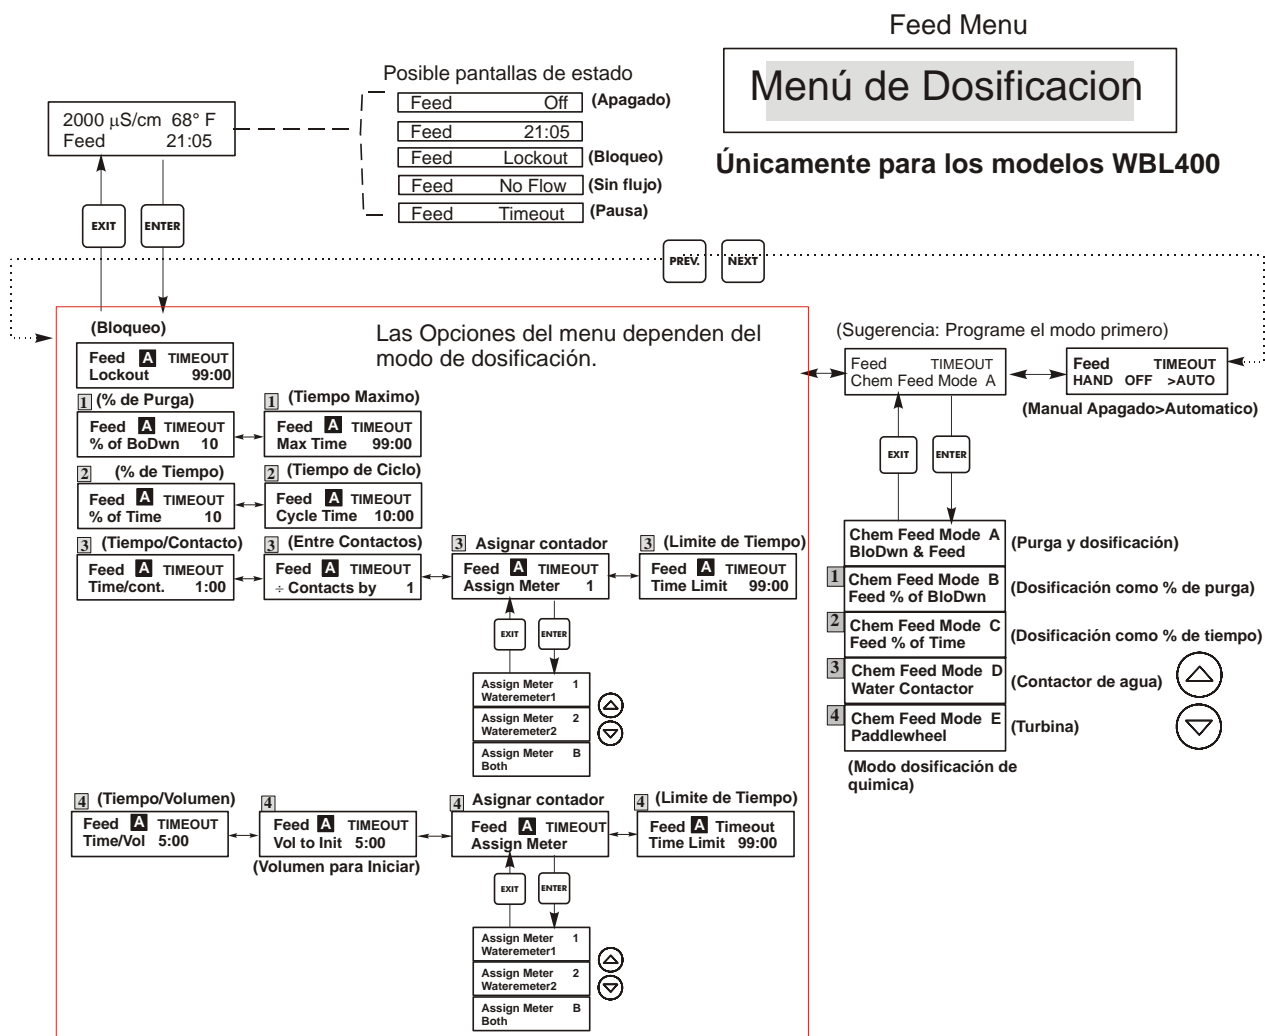 Feed Menu
Menú de Dosificacion
Únicamente para los modelos WBL400
Posible pantallas de estado
2000 µS/cm 68° F
Feed 21:05
Feed Off (Apagado)
Feed 21:05
Feed Lockout (Bloqueo)
Feed No Flow (Sin flujo)
Feed Timeout (Pausa)
EXIT ENTER
PREV. NEXT
(Bloqueo)
Feed A TIMEOUT
Lockout 99:00
Las Opciones del menu dependen del
modo de dosificación.
1 (% de Purga)
Feed A TIMEOUT
% of BoDwn 10
1 (Tiempo Maximo)
Feed A TIMEOUT
Max Time 99:00
2 (% de Tiempo)
Feed A TIMEOUT
% of Time 10
2 (Tiempo de Ciclo)
Feed A TIMEOUT
Cycle Time 10:00
3 (Tiempo/Contacto)
Feed A TIMEOUT
Time/cont. 1:00
3 (Entre Contactos)
Feed A TIMEOUT
÷ Contacts by 1
3 Asignar contador
Feed A TIMEOUT
Assign Meter 1
3 (Limite de Tiempo)
Feed A TIMEOUT
Time Limit 99:00
EXIT ENTER
Assign Meter 1
Wateremeter1
Assign Meter 2
Wateremeter2
Assign Meter B
Both
4 (Tiempo/Volumen)
Feed A TIMEOUT
Time/Vol 5:00
4
Feed A TIMEOUT
Vol to Init 5:00
(Volumen para Iniciar)
4 Asignar contador
Feed A TIMEOUT
Assign Meter
4 (Limite de Tiempo)
Feed A Timeout
Time Limit 99:00
EXIT ENTER
Assign Meter 1
Wateremeter1
Assign Meter 2
Wateremeter2
Assign Meter B
Both
(Sugerencia: Programe el modo primero)
Feed TIMEOUT
Chem Feed Mode A
Feed TIMEOUT
HAND OFF >AUTO
(Manual Apagado>Automatico)
EXIT ENTER
Chem Feed Mode A
BloDwn & Feed
(Purga y dosificación)
1 Chem Feed Mode B
Feed % of BloDwn
(Dosificación como % de purga)
2 Chem Feed Mode C
Feed % of Time
(Dosificación como % de tiempo)
3 Chem Feed Mode D
Water Contactor
(Contactor de agua)
4 Chem Feed Mode E
Paddlewheel
(Turbina)
(Modo dosificación de
quimica)